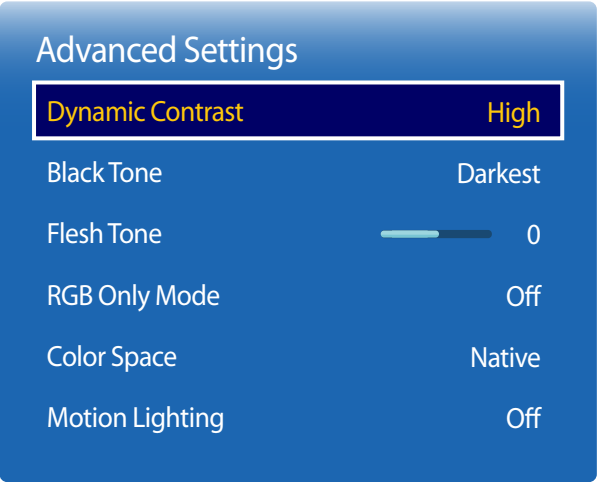 Advanced Settings
Dynamic Contrast High
Black Tone Darkest
Flesh Tone 0
RGB Only Mode Off
Color Space Native
Motion Lighting Off